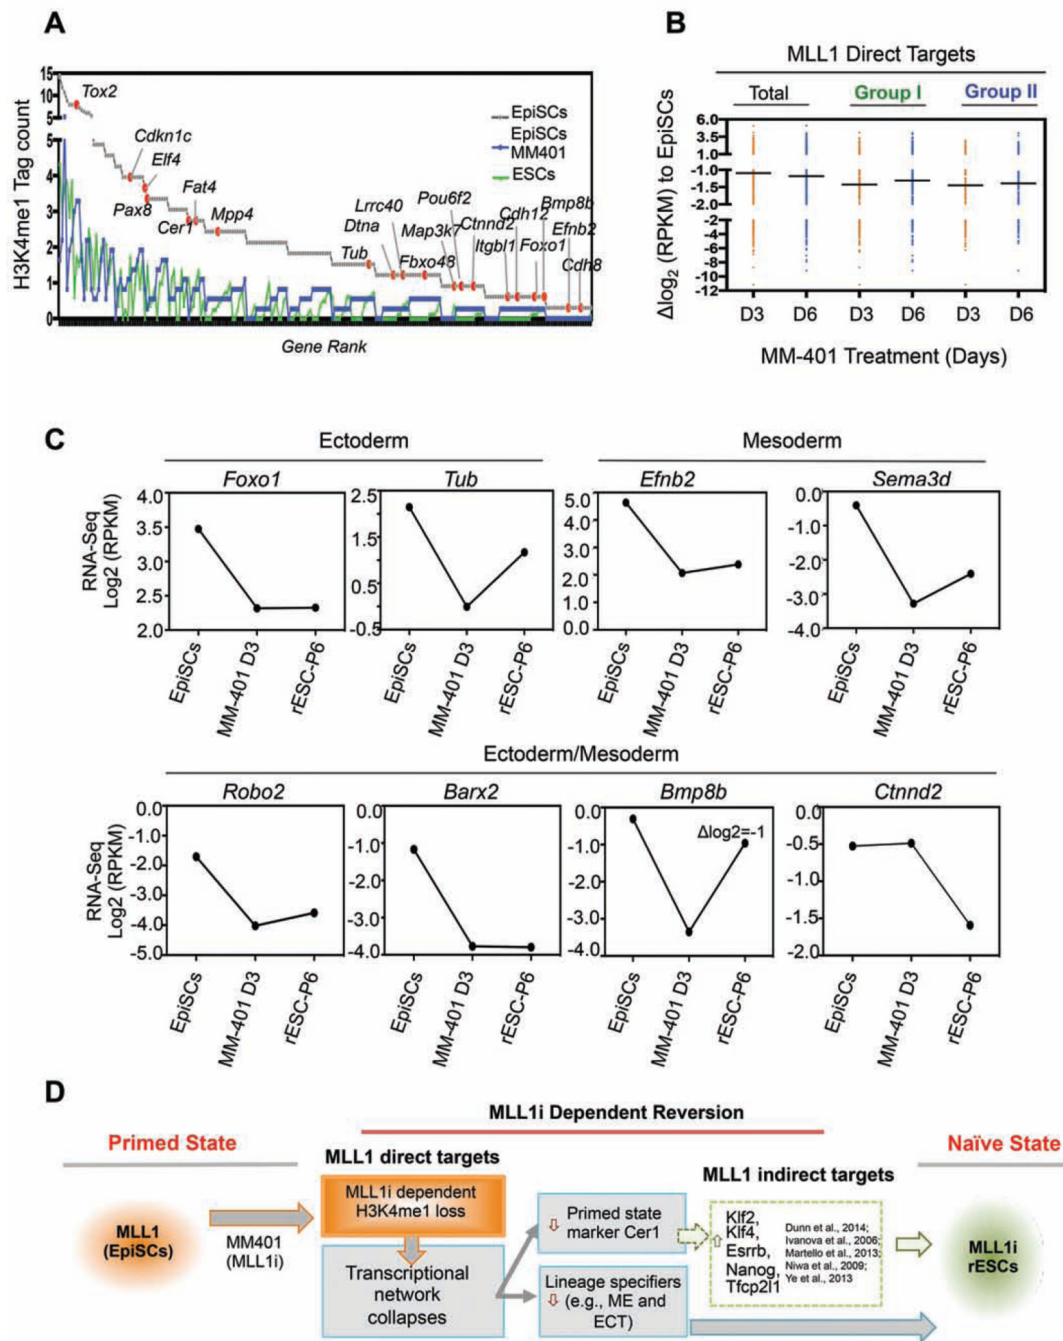 A
H3K4me1 Tag count
15
10
5
5
4
3
2
1
0
Tox2
Cdkn1c
Elf4
Pax8
Fat4
Cer1
Mpp4
Tub
Dtna
Lrrc40
Fbxo48
Map3k7
Pou6f2
Ctnnd2
Itgbl1
Cdh12
Foxo1
Bmp8b
Efnb2
Cdh8
EpiSCs
EpiSCs
MM401
ESCs
Gene Rank
B
MLL1 Direct Targets
Total
Group I
Group II
Δlog2 (RPKM) to EpiSCs
6.0
3.5
1.0
-1.0
-1.5
-2.0
-2
-4
-6
-8
-10
-12
D3
D6
D3
D6
D3
D6
MM-401 Treatment (Days)
C
Ectoderm
Mesoderm
Foxo1
Tub
Efnb2
Sema3d
RNA-Seq
Log2 (RPKM)
4.0
3.5
3.0
2.5
2.0
2.5
1.5
0.5
-0.5
5.0
4.0
2.0
1.0
0.0
0.0
-1.0
-2.0
-3.0
-4.0
EpiSCs
MM-401 D3
rESC-P6
EpiSCs
MM-401 D3
rESC-P6
EpiSCs
MM-401 D3
rESC-P6
EpiSCs
MM-401 D3
rESC-P6
Ectoderm/Mesoderm
Robo2
Barx2
Bmp8b
Ctnnd2
RNA-Seq
Log2 (RPKM)
0.0
-1.0
-2.0
-3.0
-4.0
-5.0
0.0
-1.0
-2.0
-3.0
-4.0
0.0
-1.0
-2.0
-3.0
-4.0
Δlog2=-1
0.0
-0.5
-1.0
-1.5
-2.0
EpiSCs
MM-401 D3
rESC-P6
EpiSCs
MM-401 D3
rESC-P6
EpiSCs
MM-401 D3
rESC-P6
EpiSCs
MM-401 D3
rESC-P6
D
MLL1i Dependent Reversion
Primed State
Naïve State
MLL1 direct targets
MLL1 indirect targets
MLL1
(EpiSCs)
MM401
(MLL1i)
MLL1i dependent
H3K4me1 loss
Transcriptional
network
collapses
Primed state
marker Cer1
Lineage specifiers
(e.g., ME and
ECT)
Klf2,
Klf4,
Esrrb,
Nanog,
Tfcp2l1
Dunn et al., 2014;
Ivanova et al., 2006;
Martello et al., 2013;
Niwa et al., 2009;
Ye et al., 2013
MLL1i
rESCs